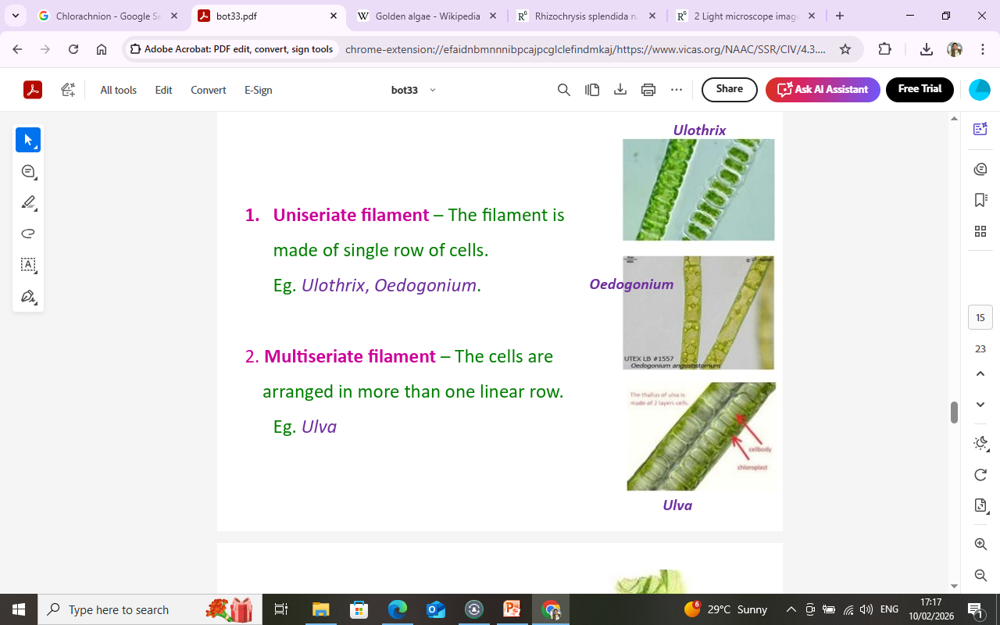 Chlorachnion - Google Se
bot33.pdf
Golden algae - Wikipedia
Rhizochrysis splendida n.
2 Light microscope imag
Adobe Acrobat: PDF edit, convert, sign tools
chrome-extension://efaidnbmnnnibpcajpcglclefindmkaj/https://www.vicas.org/NAAC/SSR/CIV/4.3....
All tools
Edit
Convert
E-Sign
bot33
Share
Ask AI Assistant
Free Trial
Ulothrix
1. Uniseriate filament – The filament is
made of single row of cells.
Eg. Ulothrix, Oedogonium.
Oedogonium
UTEX LB #1557
Oedogonium angustistomum
2. Multiseriate filament – The cells are
arranged in more than one linear row.
Eg. Ulva
The thallus of ulva is
made of 2 layers cells.
cellbody
chloroplast
Ulva
15
23
Type here to search
6
29°C Sunny
ENG
17:17
10/02/2026
1